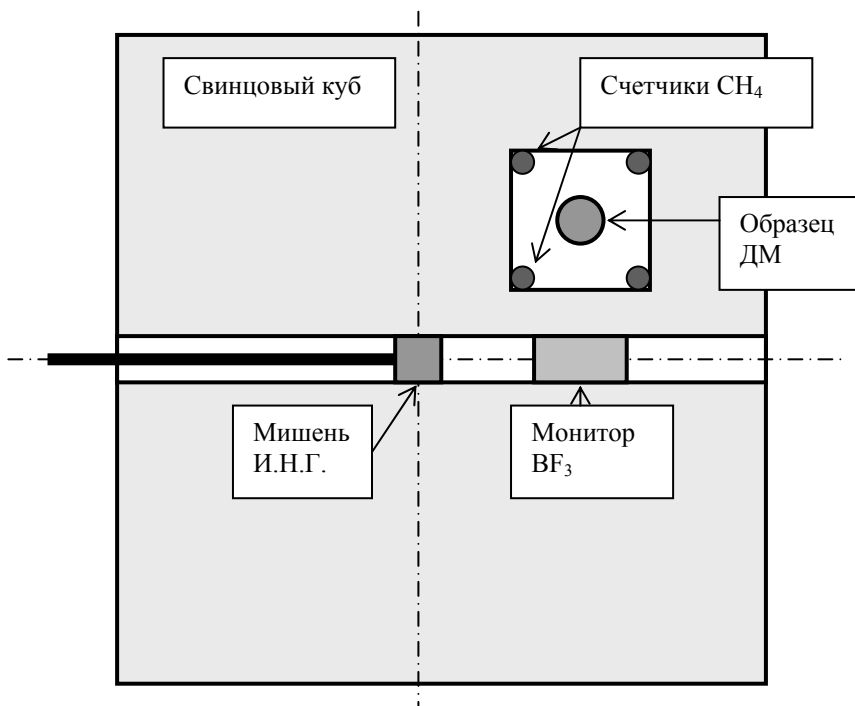 Свинцовый куб
Счетчики CH₄
Образец
ДМ
Мишень
И.Н.Г.
Монитор
BF₃